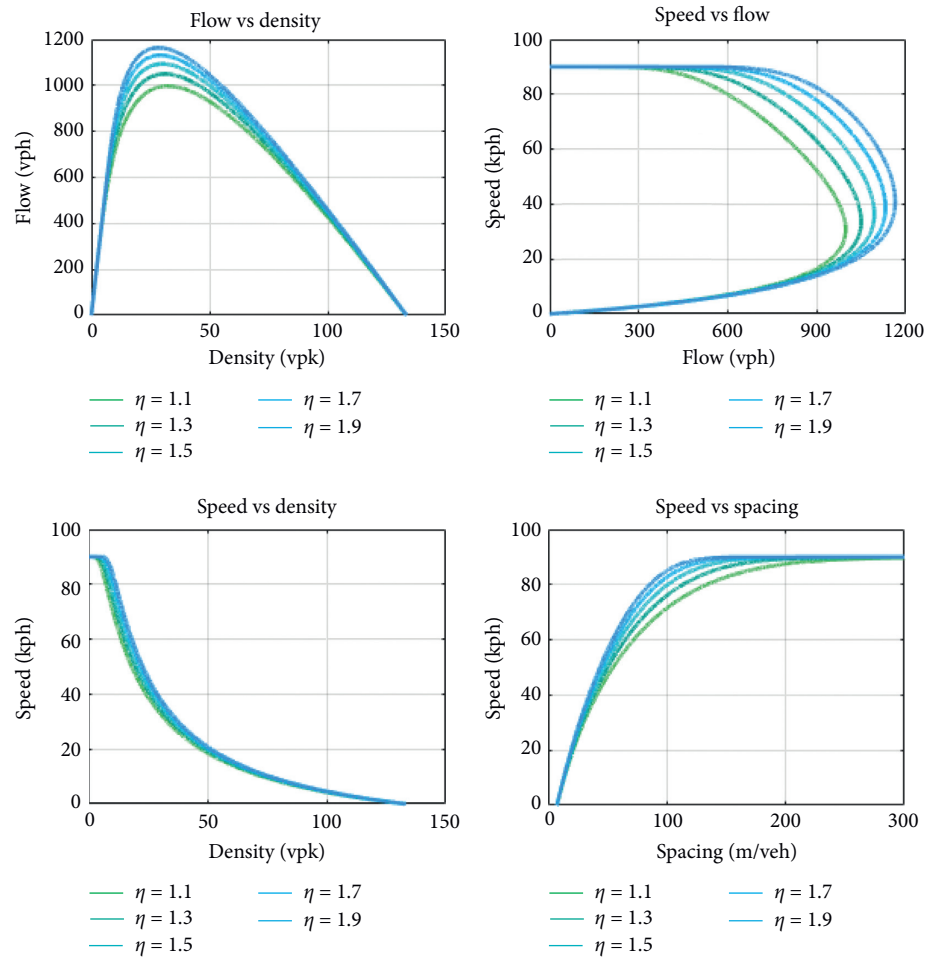 Flow vs density
1200
1000
800
600
400
200
0
Flow (vph)
0 50 100 150
Density (vpk)
η = 1.1 η = 1.7
η = 1.3 η = 1.9
η = 1.5
Speed vs flow
100
80
60
40
20
0
Speed (kph)
0 300 600 900 1200
Flow (vph)
η = 1.1 η = 1.7
η = 1.3 η = 1.9
η = 1.5
Speed vs density
100
80
60
40
20
0
Speed (kph)
0 50 100 150
Density (vpk)
η = 1.1 η = 1.7
η = 1.3 η = 1.9
η = 1.5
Speed vs spacing
100
80
60
40
20
0
Speed (kph)
0 100 200 300
Spacing (m/veh)
η = 1.1 η = 1.7
η = 1.3 η = 1.9
η = 1.5